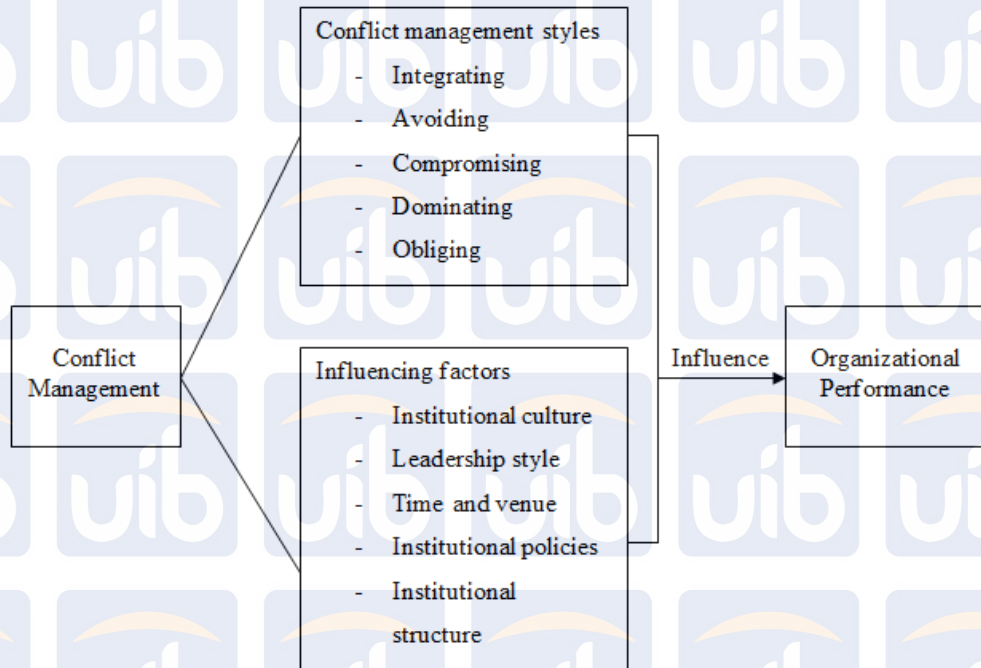 Conflict management styles
- Integrating
- Avoiding
- Compromising
- Dominating
- Obliging
Conflict
Management
Influencing factors
- Institutional culture
- Leadership style
- Time and venue
- Institutional policies
- Institutional
structure
Influence
Organizational
Performance
uib